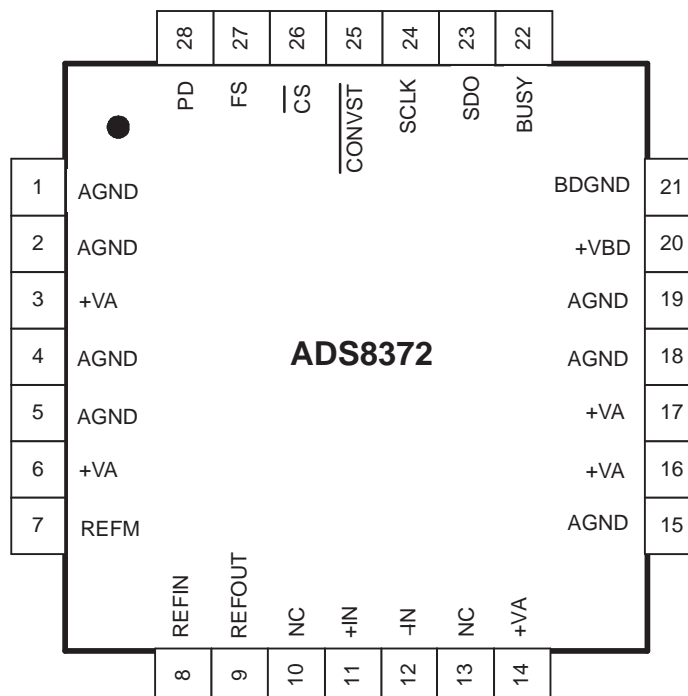 28 27 26 25 24 23 22
PD FS CS CONVST SCLK SDO BUSY
1 AGND BDGND 21
2 AGND +VBD 20
3 +VA AGND 19
4 AGND ADS8372 AGND 18
5 AGND +VA 17
6 +VA +VA 16
7 REFM AGND 15
REFIN REFOUT NC +IN -IN NC +VA
8 9 10 11 12 13 14